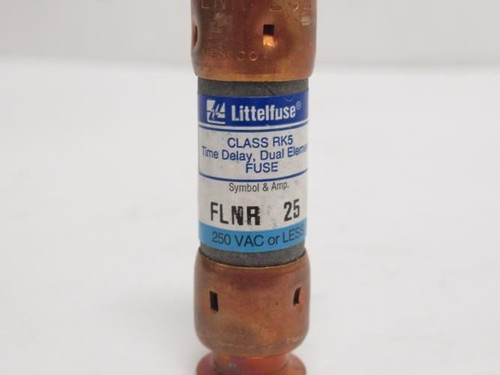 Littelfuse®
CLASS RK5
Time Delay, Dual Eleme
FUSE
Symbol & Amp.
FLNR 25
250 VAC or LESS